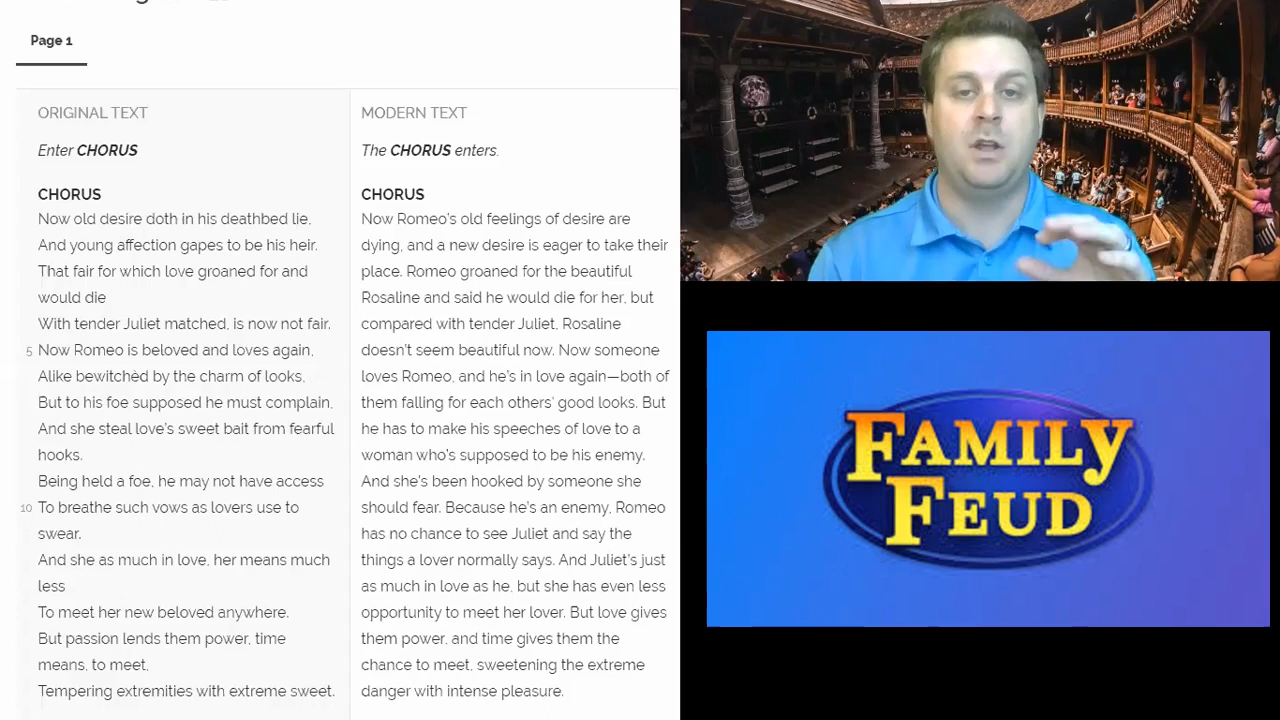 Page 1
ORIGINAL TEXT
Enter CHORUS
CHORUS
Now old desire doth in his deathbed lie,
And young affection gapes to be his heir.
That fair for which love groaned for and
would die
With tender Juliet matched, is now not fair.
5 Now Romeo is beloved and loves again,
Alike bewitchèd by the charm of looks,
But to his foe supposed he must complain,
And she steal love's sweet bait from fearful
hooks.
Being held a foe, he may not have access
10 To breathe such vows as lovers use to
swear.
And she as much in love, her means much
less
To meet her new beloved anywhere.
But passion lends them power, time
means, to meet,
Tempering extremities with extreme sweet.
MODERN TEXT
The CHORUS enters.
CHORUS
Now Romeo's old feelings of desire are
dying, and a new desire is eager to take their
place. Romeo groaned for the beautiful
Rosaline and said he would die for her, but
compared with tender Juliet, Rosaline
doesn't seem beautiful now. Now someone
loves Romeo, and he's in love again—both of
them falling for each others' good looks. But
he has to make his speeches of love to a
woman who's supposed to be his enemy.
And she's been hooked by someone she
should fear. Because he's an enemy, Romeo
has no chance to see Juliet and say the
things a lover normally says. And Juliet's just
as much in love as he, but she has even less
opportunity to meet her lover. But love gives
them power, and time gives them the
chance to meet, sweetening the extreme
danger with intense pleasure.
FAMILY
FEUD